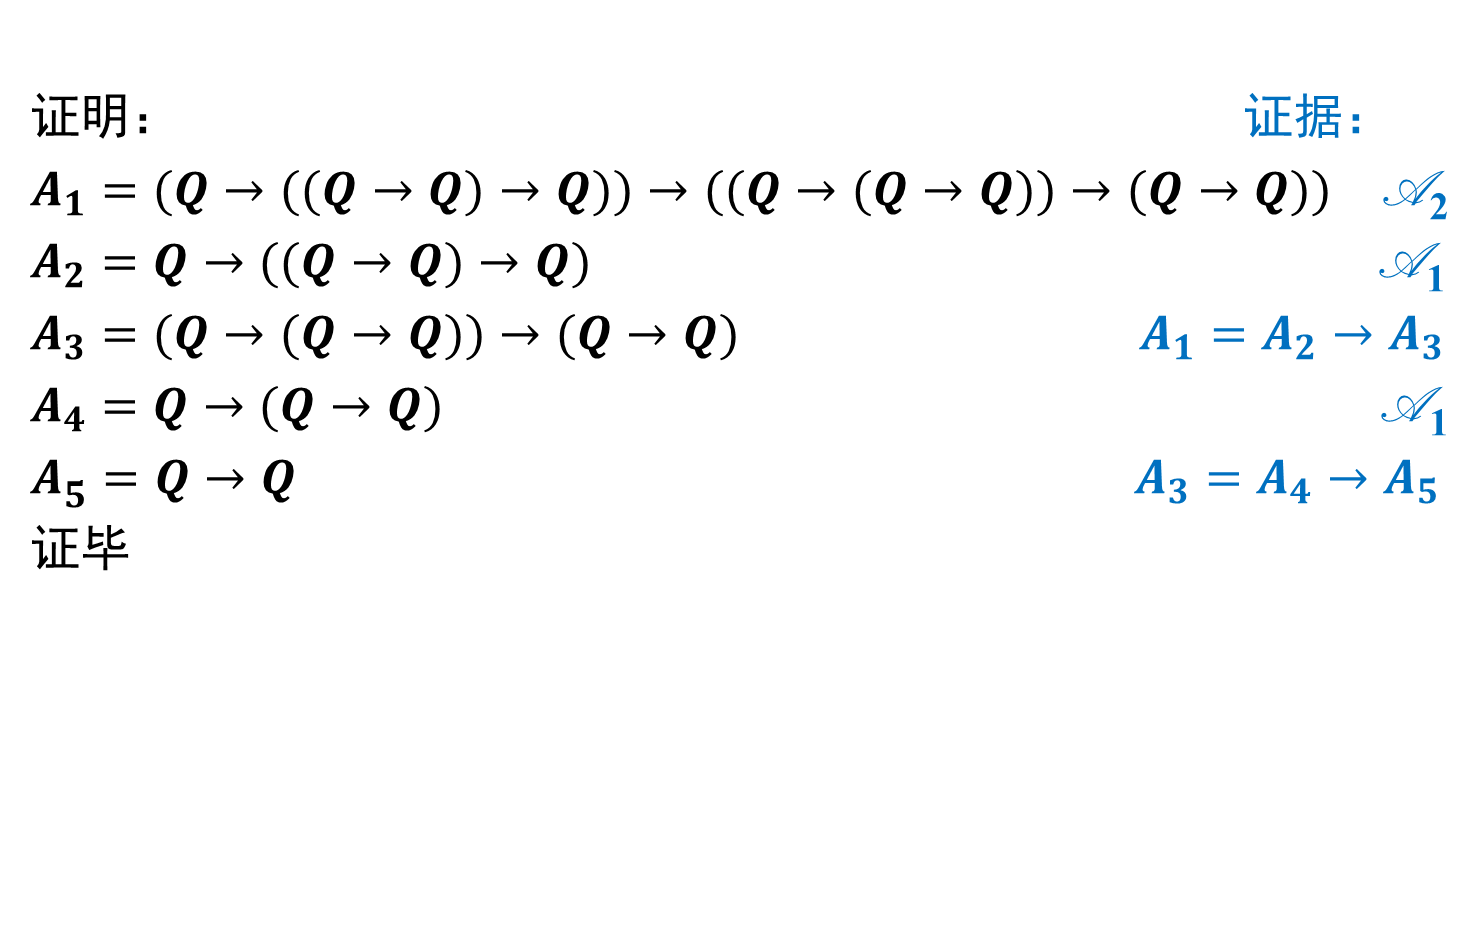 证明： 证据：
A₁ = (Q → ((Q → Q) → Q)) → ((Q → (Q → Q)) → (Q → Q)) 𝒜₂
A₂ = Q → ((Q → Q) → Q) 𝒜₁
A₃ = (Q → (Q → Q)) → (Q → Q) A₁ = A₂ → A₃
A₄ = Q → (Q → Q) 𝒜₁
A₅ = Q → Q A₃ = A₄ → A₅
证毕